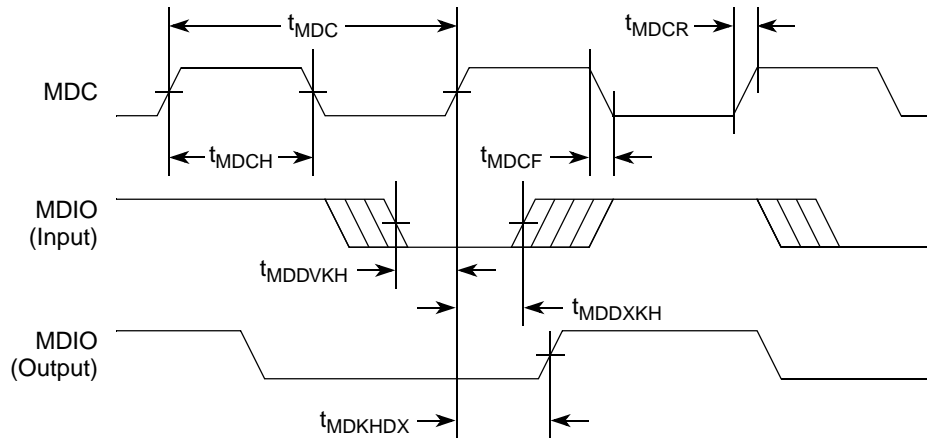 tMDC
tMDCR
MDC
tMDCH
tMDCF
MDIO
(Input)
tMDDVKH
tMDDXKH
MDIO
(Output)
tMDKHDX